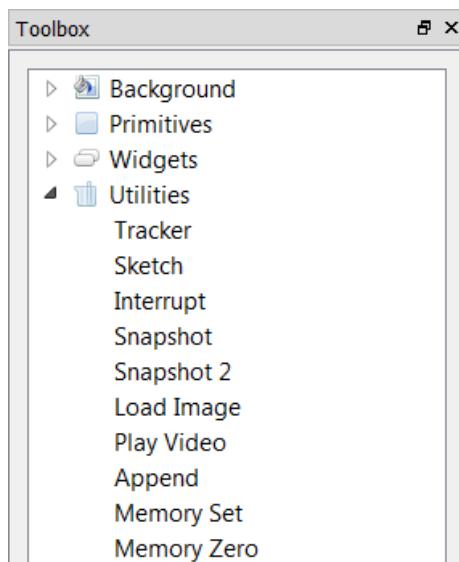 Toolbox
Background
Primitives
Widgets
Utilities
Tracker
Sketch
Interrupt
Snapshot
Snapshot 2
Load Image
Play Video
Append
Memory Set
Memory Zero